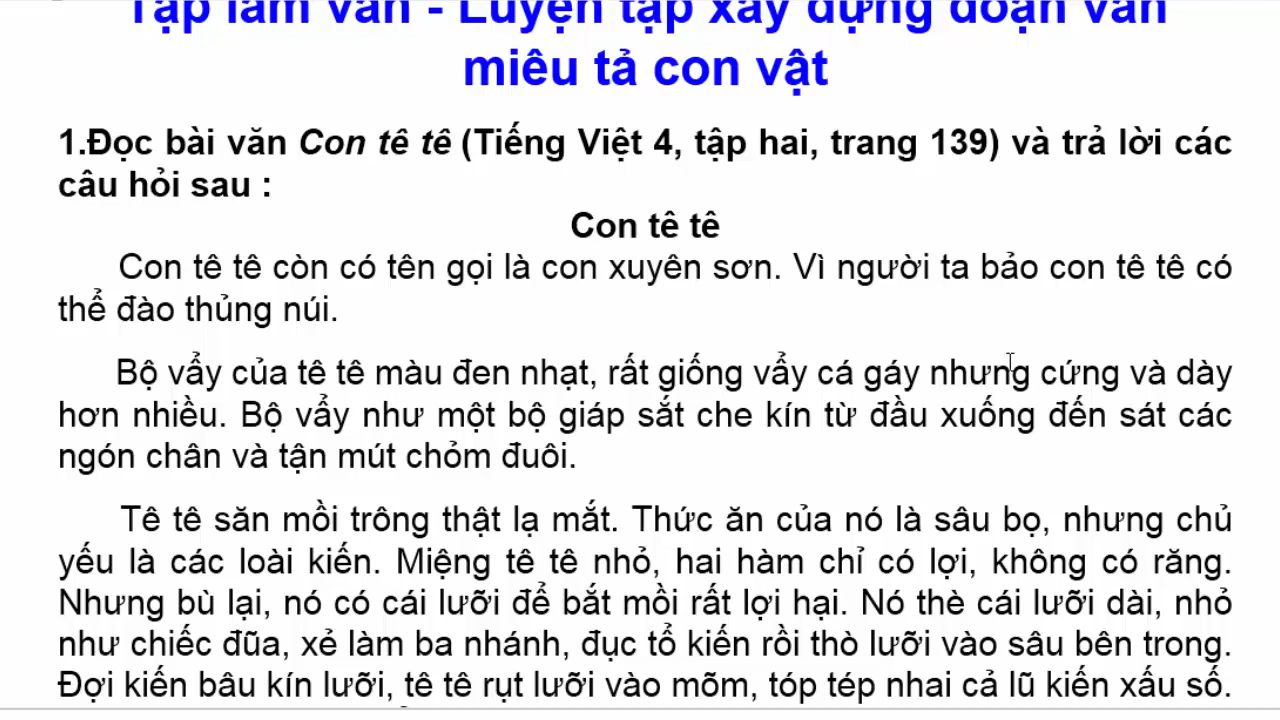 Tập làm văn - Luyện tập xây dựng đoạn văn
miêu tả con vật
1.Đọc bài văn Con tê tê (Tiếng Việt 4, tập hai, trang 139) và trả lời các
câu hỏi sau :
Con tê tê
Con tê tê còn có tên gọi là con xuyên sơn. Vì người ta bảo con tê tê có
thể đào thủng núi.
Bộ vẩy của tê tê màu đen nhạt, rất giống vẩy cá gáy nhưng cứng và dày
hơn nhiều. Bộ vẩy như một bộ giáp sắt che kín từ đầu xuống đến sát các
ngón chân và tận mút chỏm đuôi.
Tê tê săn mồi trông thật lạ mắt. Thức ăn của nó là sâu bọ, nhưng chủ
yếu là các loài kiến. Miệng tê tê nhỏ, hai hàm chỉ có lợi, không có răng.
Nhưng bù lại, nó có cái lưỡi để bắt mồi rất lợi hại. Nó thè cái lưỡi dài, nhỏ
như chiếc đũa, xẻ làm ba nhánh, đục tổ kiến rồi thò lưỡi vào sâu bên trong.
Đợi kiến bâu kín lưỡi, tê tê rụt lưỡi vào mõm, tóp tép nhai cả lũ kiến xấu số.